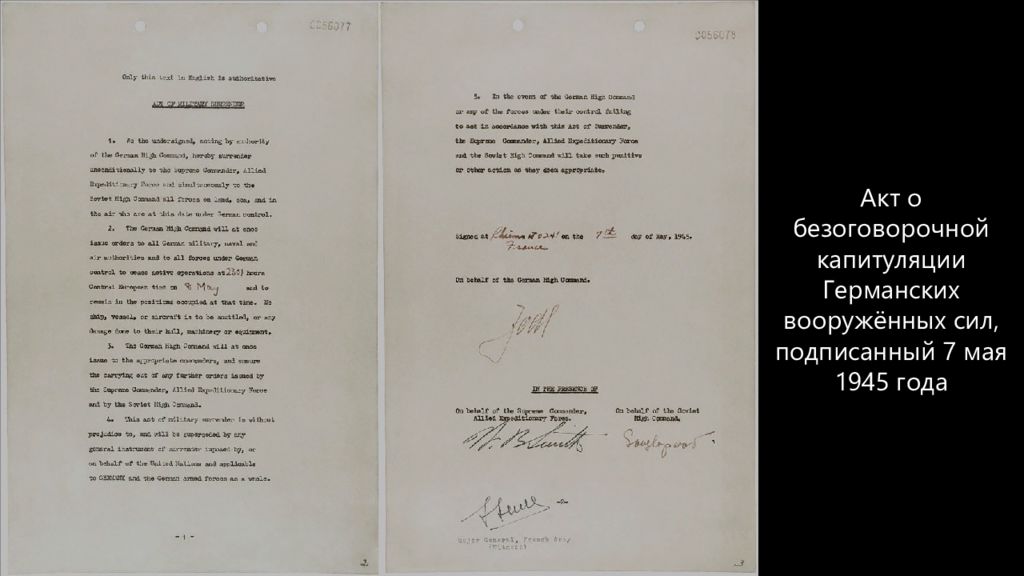 C056077
Only this text in English is authoritative
ACT OF MILITARY SURRENDER
1. We the undersigned, acting by authority
of the German High Command, hereby surrender
unconditionally to the Supreme Commander, Allied
Expeditionary Force and simultaneously to the
Soviet High Command all forces on land, sea, and in
the air who are at this date under German control.
2. The German High Command will at once
issue orders to all German military, naval and
air authorities and to all forces under German
control to cease active operations at 2301 hours
Central European time on 8 May and to
remain in the positions occupied at that time. No
ship, vessel, or aircraft is to be scuttled, or any
damage done to their hull, machinery or equipment.
3. The German High Command will at once
issue to the appropriate commanders, and ensure
the carrying out of any further orders issued by
the Supreme Commander, Allied Expeditionary Force
and by the Soviet High Command.
4. This act of military surrender is without
prejudice to, and will be superseded by any
general instrument of surrender imposed by, or
on behalf of the United Nations and applicable
to GERMANY and the German armed forces as a whole.
- 1 -
2
C056078
5. In the event of the German High Command
or any of the forces under their control failing
to act in accordance with this Act of Surrender,
the Supreme Commander, Allied Expeditionary Force
and the Soviet High Command will take such punitive
or other action as they deem appropriate.
Signed at Rheims at 0241 on the 7th day of May, 1945.
France
On behalf of the German High Command.
Jodl
IN THE PRESENCE OF
On behalf of the Supreme Commander, On behalf of the Soviet
Allied Expeditionary Force. High Command.
W. B. Smith
Major General, French Army
(Witness)
3
Акт о
безоговорочной
капитуляции
Германских
вооружённых сил,
подписанный 7 мая
1945 года